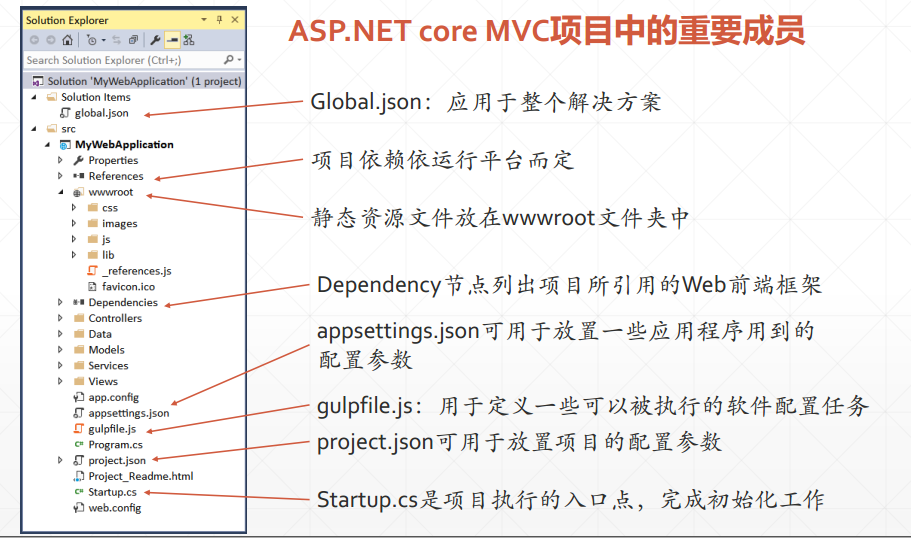 ASP.NET core MVC项目中的重要成员
Solution Explorer
Search Solution Explorer (Ctrl+;)
Solution 'MyWebApplication' (1 project)
Solution Items
global.json
src
MyWebApplication
Properties
References
wwwroot
css
images
js
lib
_references.js
favicon.ico
Dependencies
Controllers
Data
Models
Services
Views
app.config
appsettings.json
gulpfile.js
Program.cs
project.json
Project_Readme.html
Startup.cs
web.config
Global.json：应用于整个解决方案
项目依赖依运行平台而定
静态资源文件放在wwwroot文件夹中
Dependency节点列出项目所引用的Web前端框架
appsettings.json可用于放置一些应用程序用到的
配置参数
gulpfile.js：用于定义一些可以被执行的软件配置任务
project.json可用于放置项目的配置参数
Startup.cs是项目执行的入口点，完成初始化工作